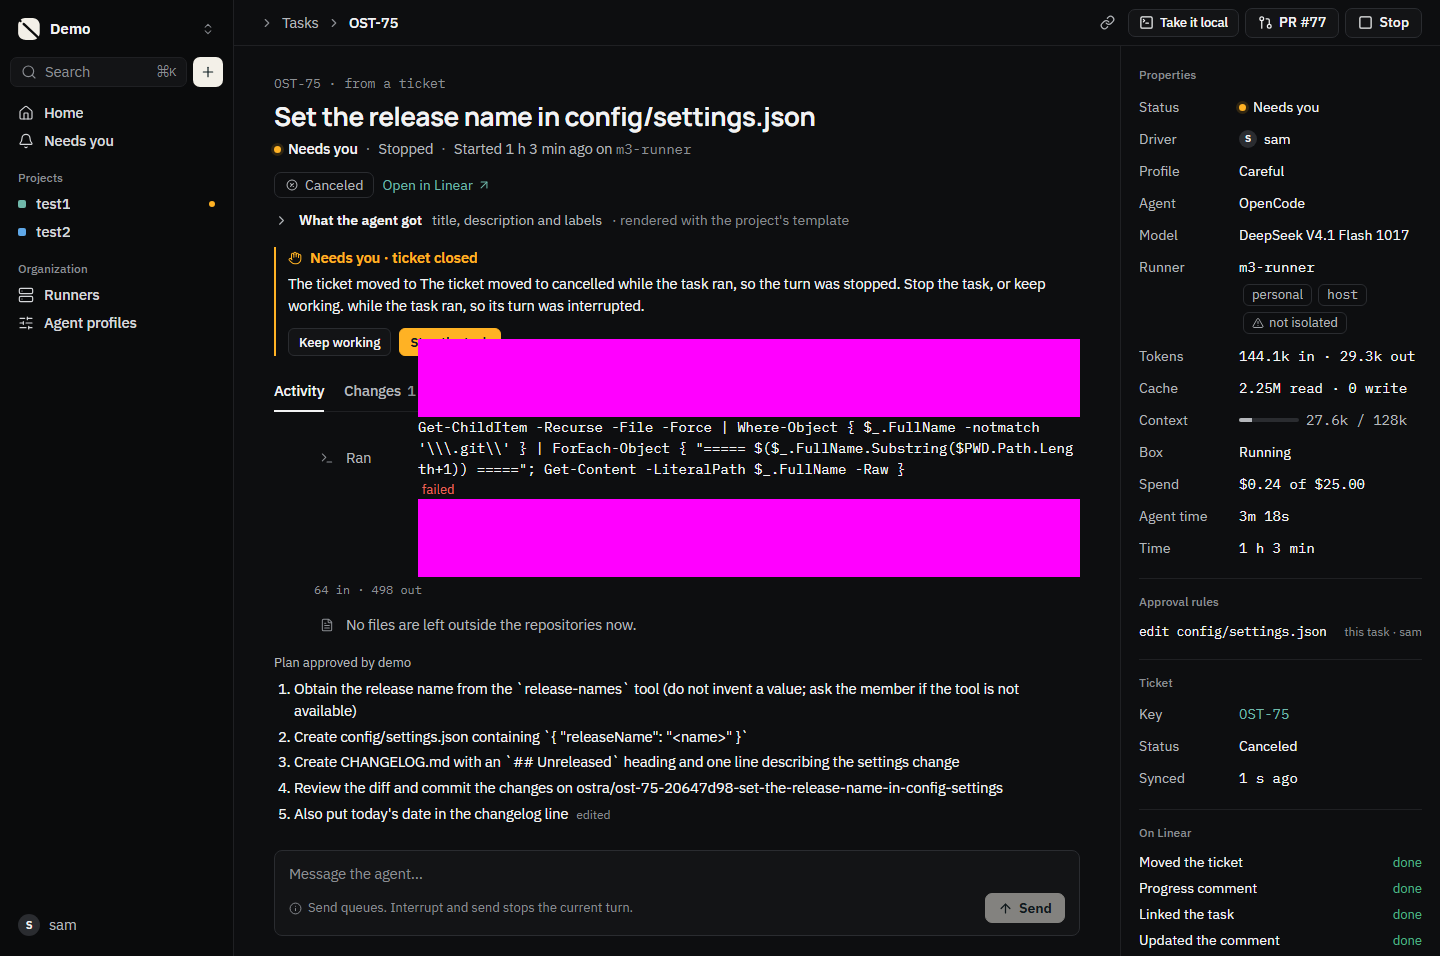 Demo
Search ⌘K
Home
Needs you
Projects
test1
test2
Organization
Runners
Agent profiles
S sam
Tasks OST-75
Take it local
PR #77
Stop
OST-75 · from a ticket
Set the release name in config/settings.json
Needs you · Stopped · Started 1 h 3 min ago on m3-runner
Canceled
Open in Linear ↗
What the agent got title, description and labels · rendered with the project's template
Needs you · ticket closed
The ticket moved to The ticket moved to cancelled while the task ran, so the turn was stopped. Stop the task, or keep
working. while the task ran, so its turn was interrupted.
Keep working
Activity Changes 1
Ran
Get-ChildItem -Recurse -File -Force | Where-Object { $_.FullName -notmatch
'\\\.git\\' } | ForEach-Object { "===== $($_.FullName.Substring($PWD.Path.Leng
th+1)) ====="; Get-Content -LiteralPath $_.FullName -Raw }
failed
64 in · 498 out
No files are left outside the repositories now.
Plan approved by demo
1. Obtain the release name from the `release-names` tool (do not invent a value; ask the member if the tool is not
available)
2. Create config/settings.json containing `{ "releaseName": "<name>" }`
3. Create CHANGELOG.md with an `## Unreleased` heading and one line describing the settings change
4. Review the diff and commit the changes on ostra/ost-75-20647d98-set-the-release-name-in-config-settings
5. Also put today's date in the changelog line edited
Message the agent...
Send queues. Interrupt and send stops the current turn.
Send
Properties
Status Needs you
Driver S sam
Profile Careful
Agent OpenCode
Model DeepSeek V4.1 Flash 1017
Runner m3-runner
personal host
not isolated
Tokens 144.1k in · 29.3k out
Cache 2.25M read · 0 write
Context 27.6k / 128k
Box Running
Spend $0.24 of $25.00
Agent time 3m 18s
Time 1 h 3 min
Approval rules
edit config/settings.json this task · sam
Ticket
Key OST-75
Status Canceled
Synced 1 s ago
On Linear
Moved the ticket done
Progress comment done
Linked the task done
Updated the comment done